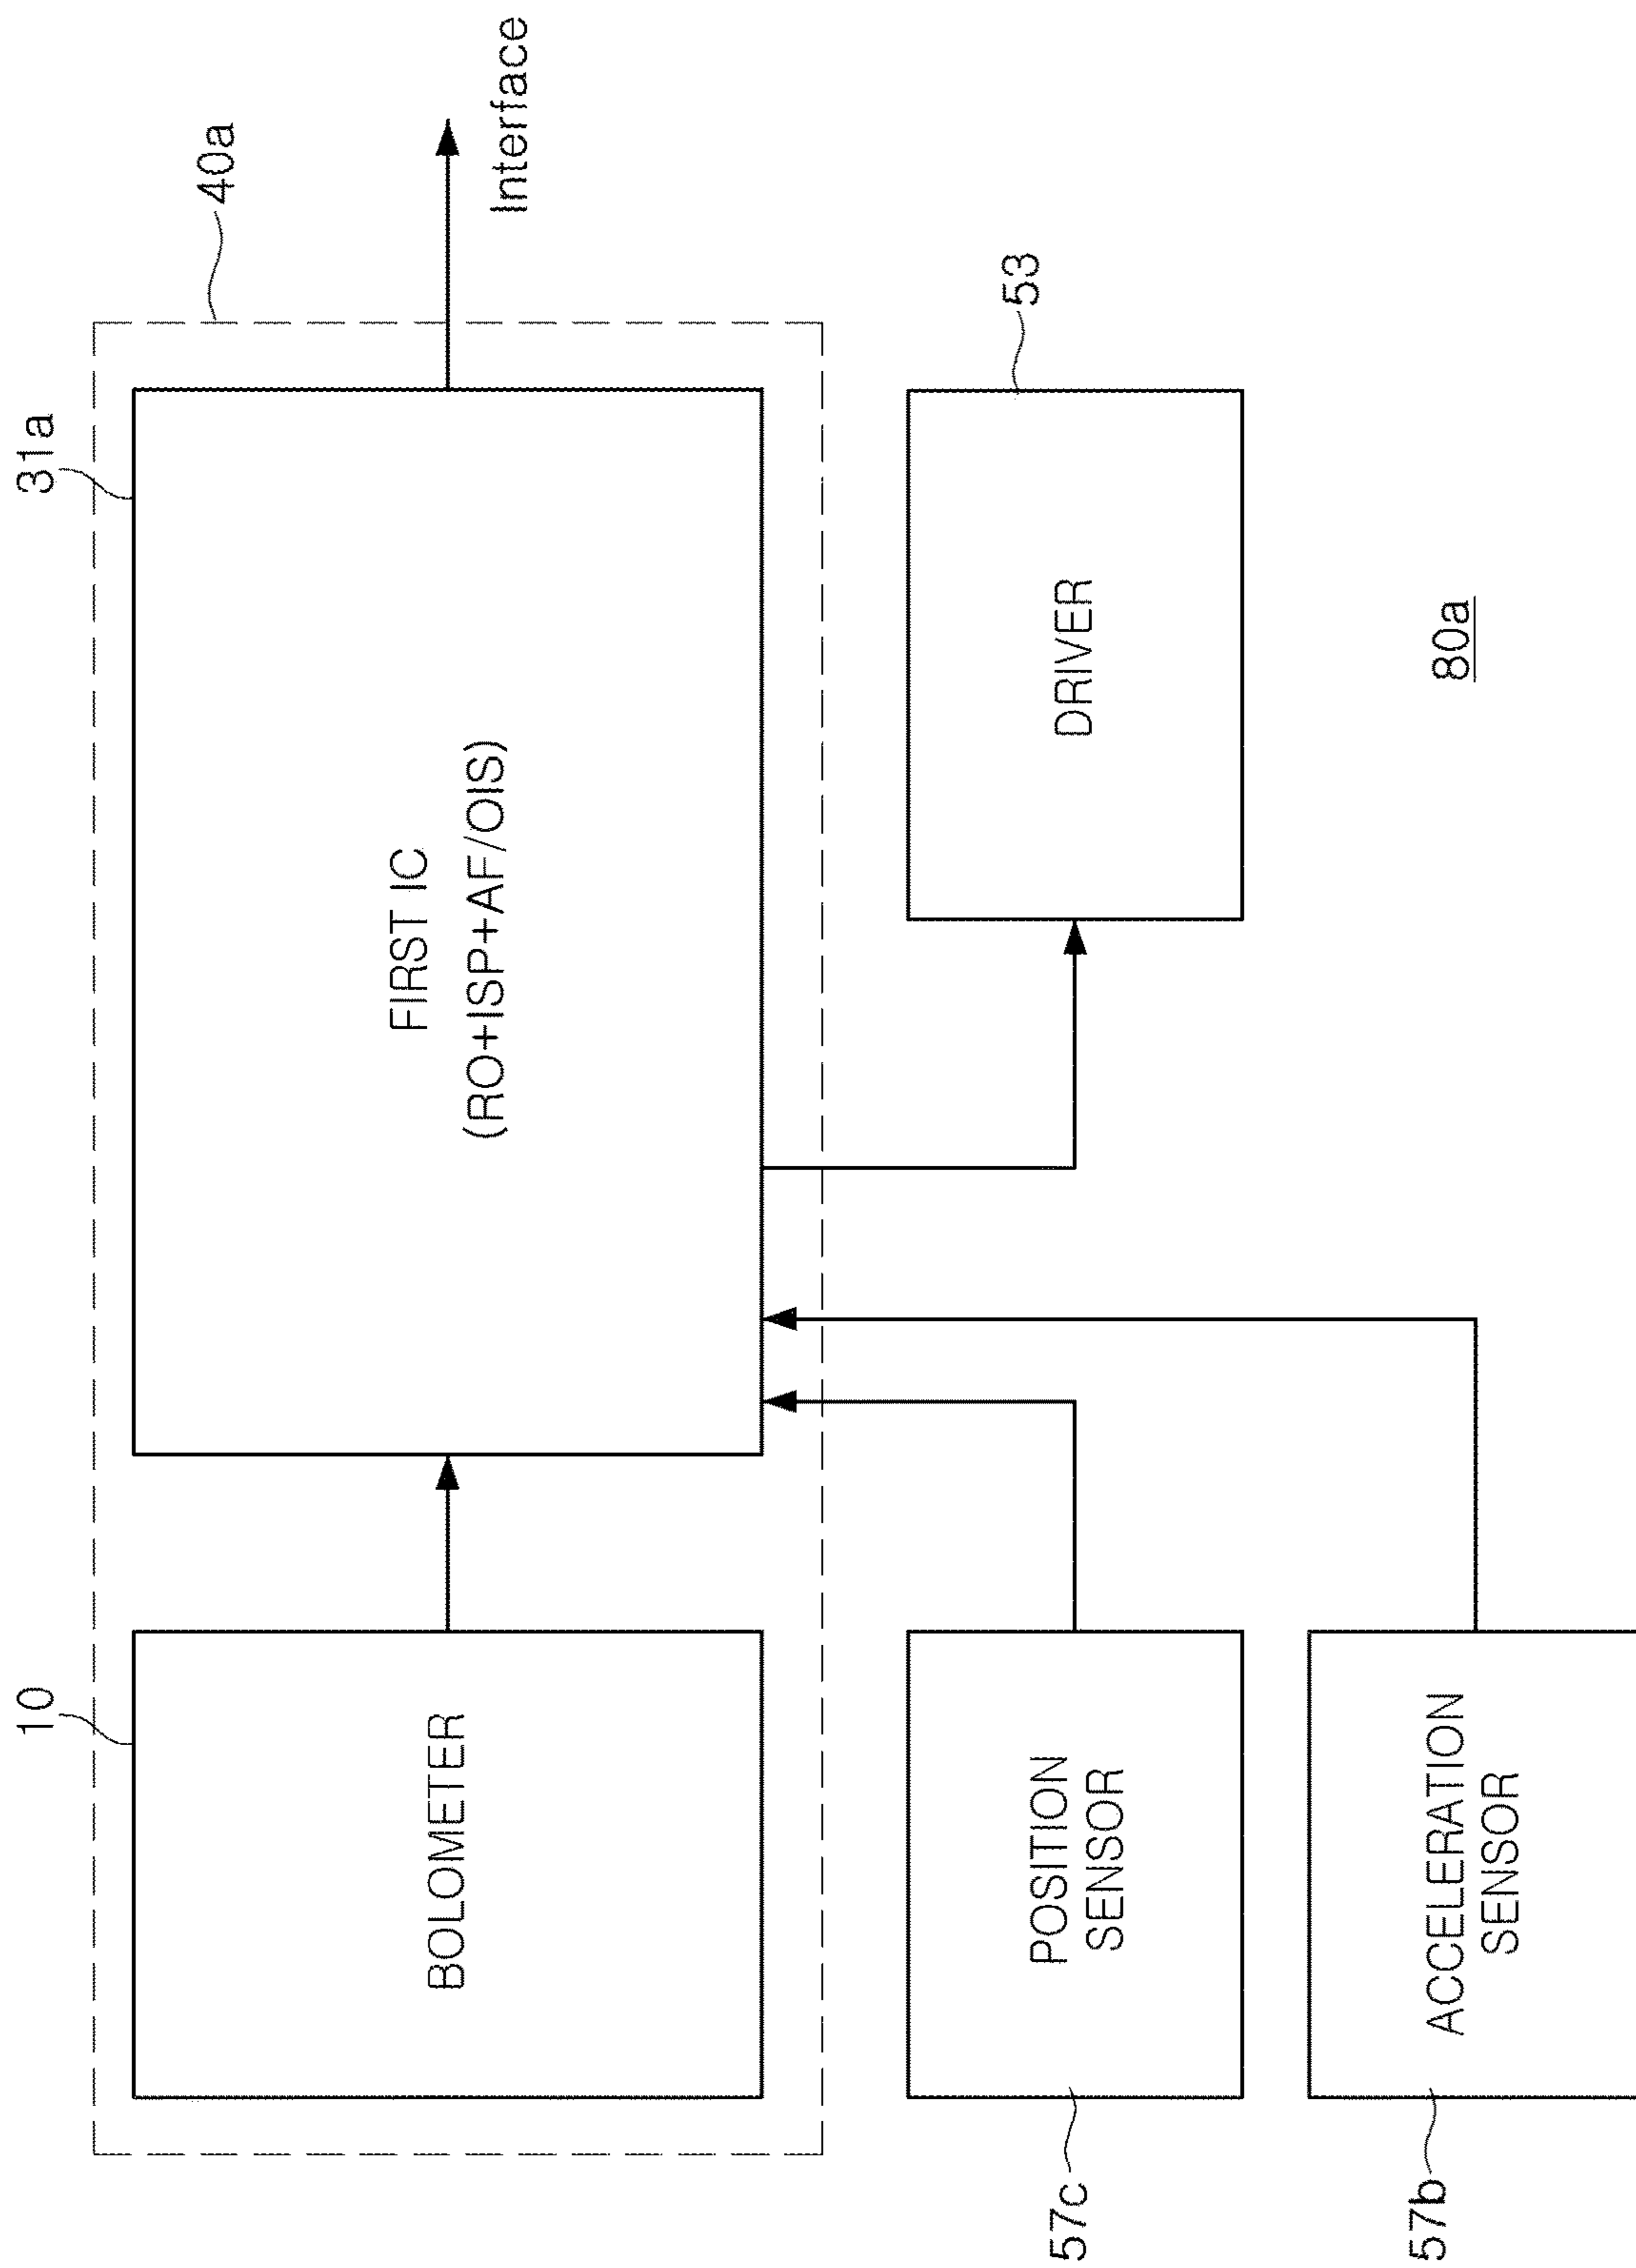 10
31a
40a
BOLOMETER
FIRST IC
(RO+ISP+AF/OIS)
Interface
57c
POSITION
SENSOR
DRIVER
53
57b
ACCELERATION
SENSOR
80a